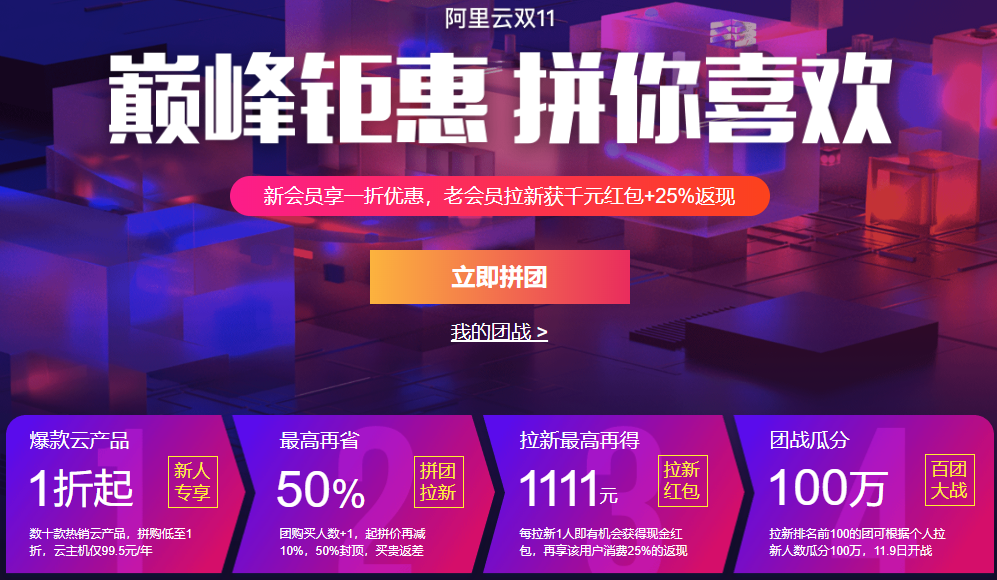 阿里云双11
巅峰钜惠 拼你喜欢
新会员享一折优惠，老会员拉新获千元红包+25%返现
立即拼团
我的团战 >
爆款云产品
1折起
新人
专享
数十款热销云产品，拼购低至1
折，云主机仅99.5元/年
最高再省
50%
拼团
拉新
团购买人数+1，起拼价再减
10%，50%封顶，买贵返差
拉新最高再得
1111元
拉新
红包
每拉新1人即有机会获得现金红
包，再享该用户消费25%的返现
团战瓜分
100万
百团
大战
拉新排名前100的团可根据个人拉
新人数瓜分100万，11.9日开战